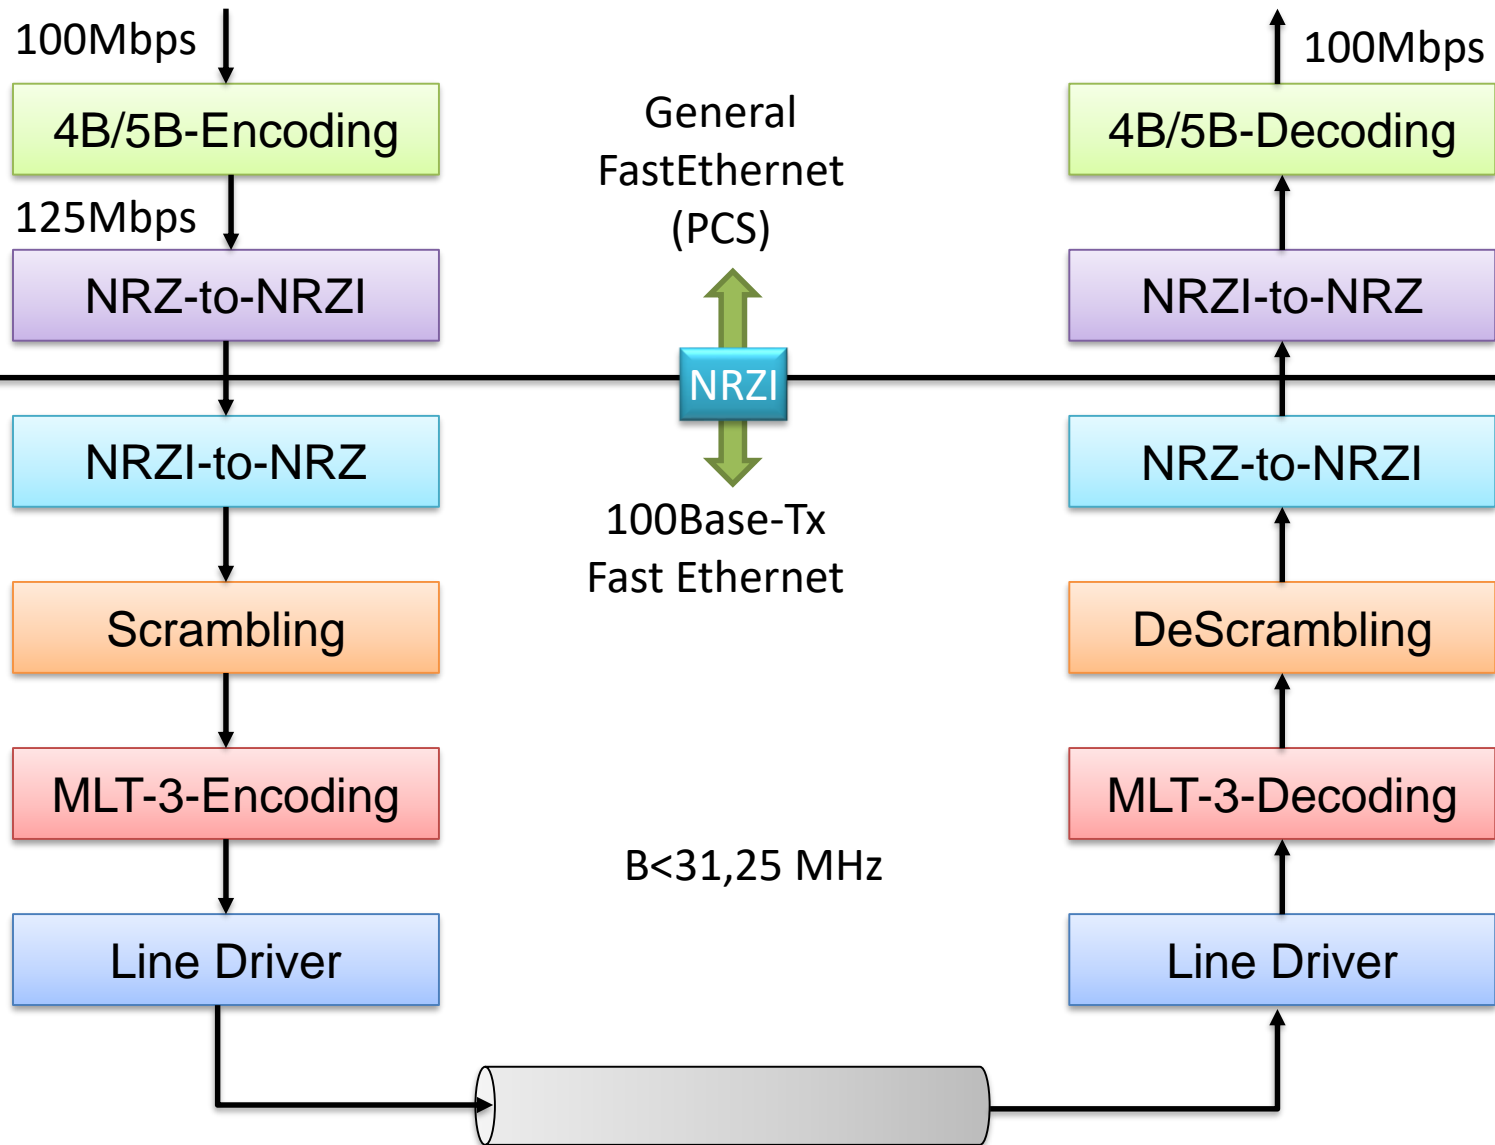 100Mbps
4B/5B-Encoding
125Mbps
NRZ-to-NRZI
NRZI-to-NRZ
Scrambling
MLT-3-Encoding
Line Driver
General
FastEthernet
(PCS)
NRZI
100Base-Tx
Fast Ethernet
B<31,25 MHz
100Mbps
4B/5B-Decoding
NRZI-to-NRZ
NRZ-to-NRZI
DeScrambling
MLT-3-Decoding
Line Driver